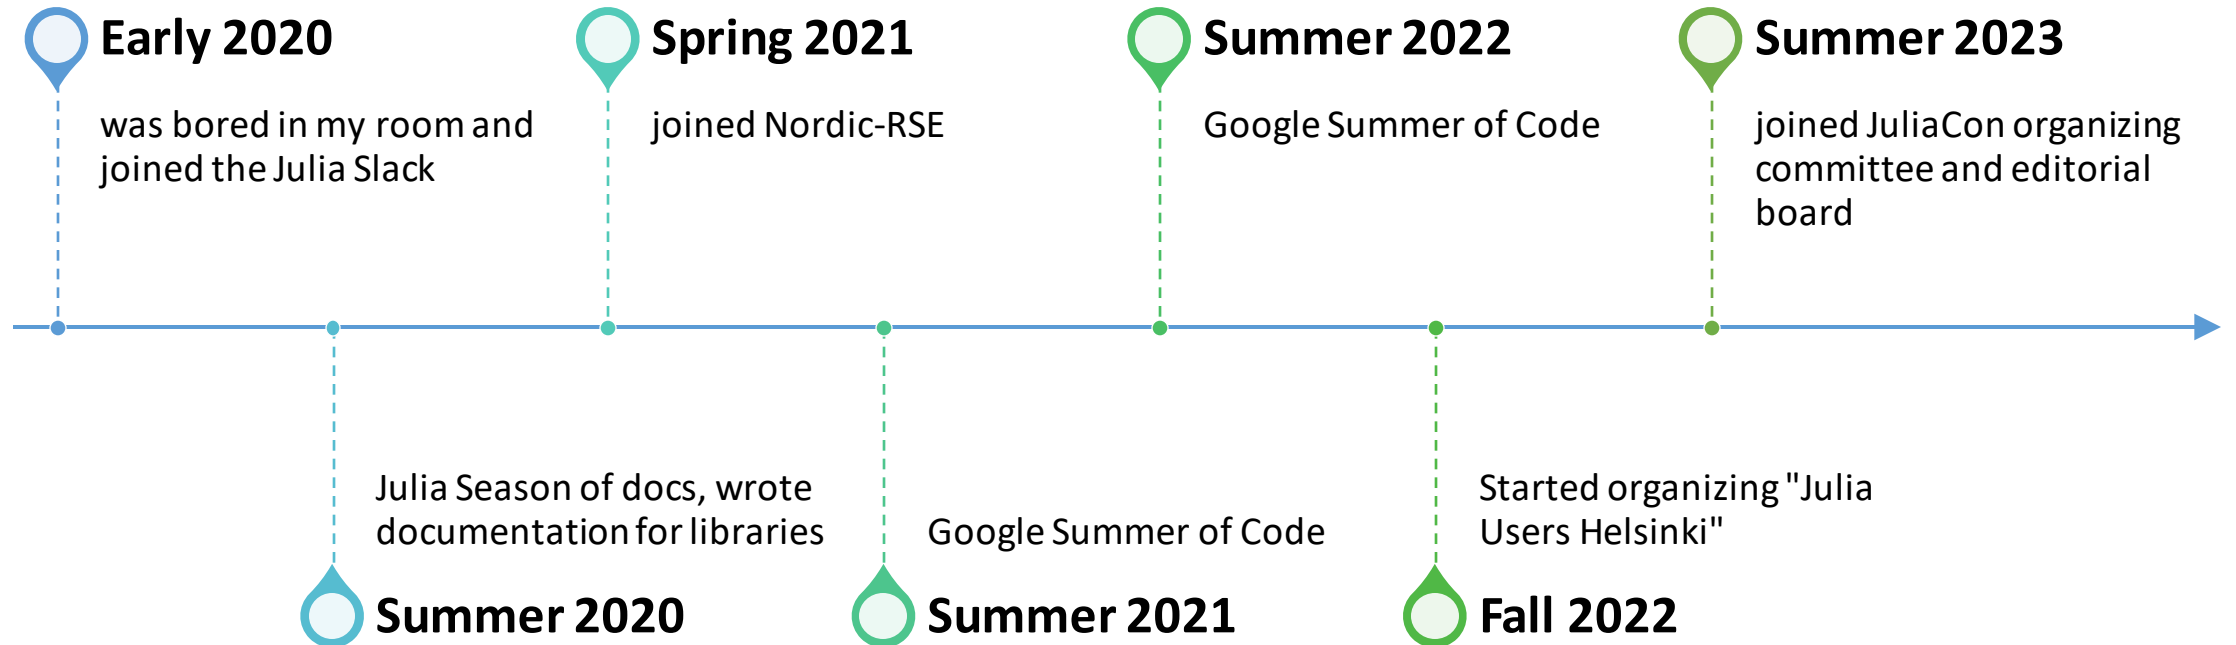 Early 2020
was bored in my room and
joined the Julia Slack
Spring 2021
joined Nordic-RSE
Summer 2022
Google Summer of Code
Summer 2023
joined JuliaCon organizing
committee and editorial
board
Julia Season of docs, wrote
documentation for libraries
Summer 2020
Google Summer of Code
Summer 2021
Started organizing "Julia
Users Helsinki"
Fall 2022